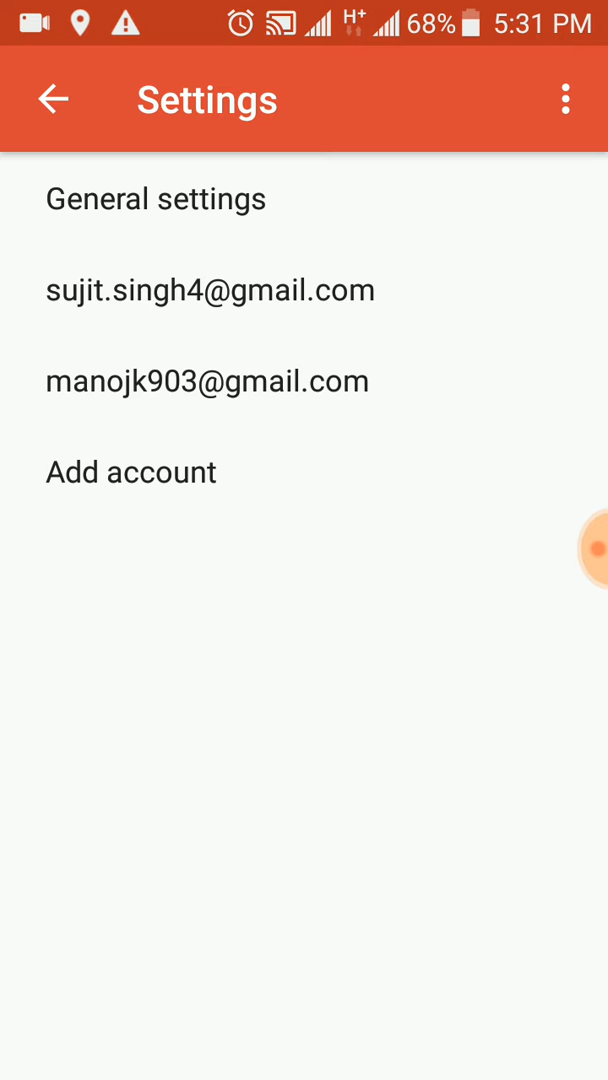 H+ 68% 5:31 PM
Settings
General settings
sujit.singh4@gmail.com
manojk903@gmail.com
Add account